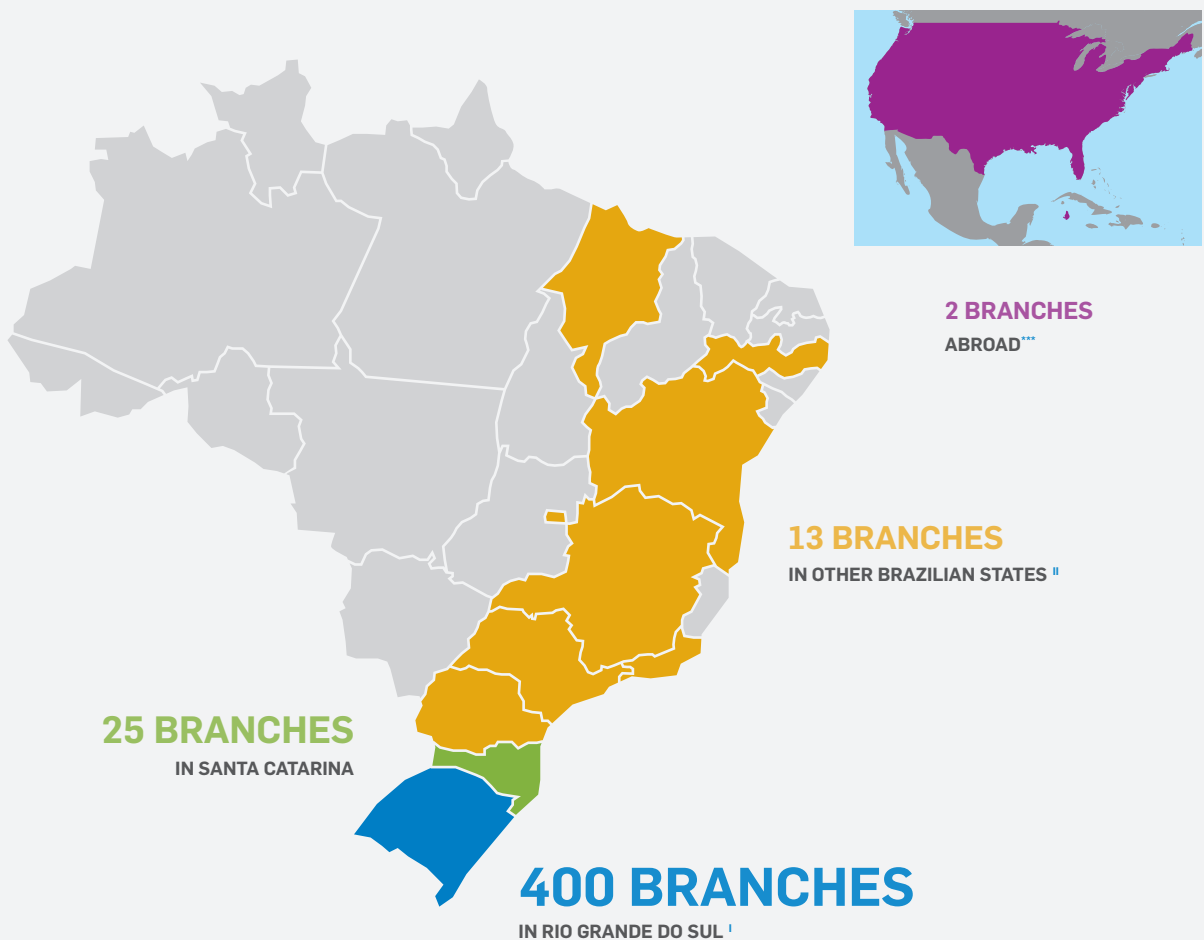 2 BRANCHES
ABROAD***
13 BRANCHES
IN OTHER BRAZILIAN STATES II
25 BRANCHES
IN SANTA CATARINA
400 BRANCHES
IN RIO GRANDE DO SUL I